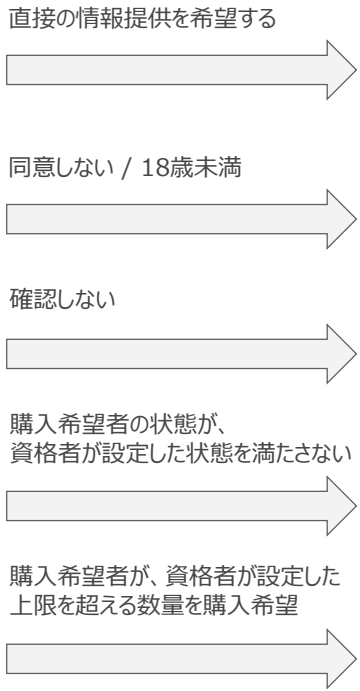 直接の情報提供を希望する
同意しない / 18歳未満
確認しない
購入希望者の状態が、
資格者が設定した状態を満たさない
購入希望者が、資格者が設定した
上限を超える数量を購入希望